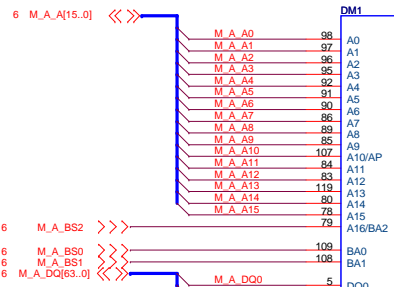 DM1
6 M_A_A[15..0]
M_A_A0 98 A0
M_A_A1 97 A1
M_A_A2 96 A2
M_A_A3 95 A3
M_A_A4 92 A4
M_A_A5 91 A5
M_A_A6 90 A6
M_A_A7 86 A7
M_A_A8 89 A8
M_A_A9 85 A9
M_A_A10 107 A10/AP
M_A_A11 84 A11
M_A_A12 83 A12
M_A_A13 119 A13
M_A_A14 80 A14
M_A_A15 78 A15
6 M_A_BS2 79 A16/BA2
6 M_A_BS0 109 BA0
6 M_A_BS1 108 BA1
6 M_A_DQ[63..0]
M_A_DQ0 5 DQ0